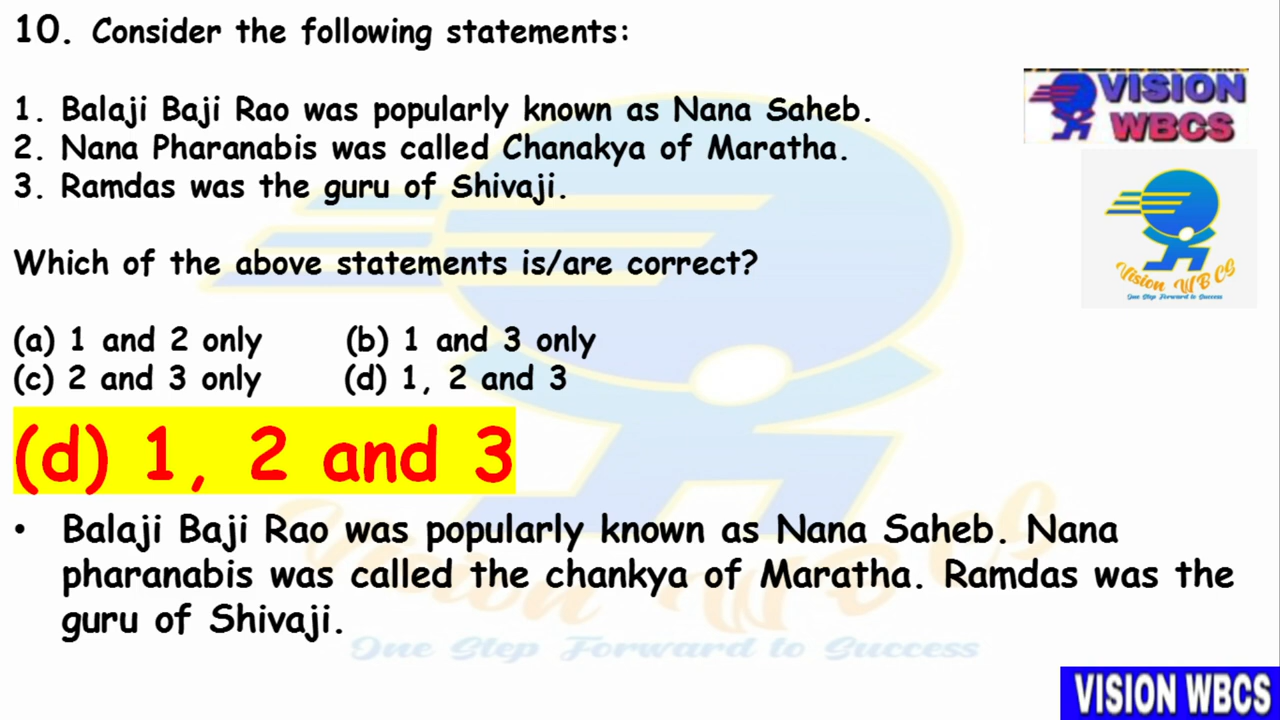 10. Consider the following statements:
1. Balaji Baji Rao was popularly known as Nana Saheb.
2. Nana Pharanabis was called Chanakya of Maratha.
3. Ramdas was the guru of Shivaji.
Which of the above statements is/are correct?
(a) 1 and 2 only (b) 1 and 3 only
(c) 2 and 3 only (d) 1, 2 and 3
(d) 1, 2 and 3
• Balaji Baji Rao was popularly known as Nana Saheb. Nana
pharanabis was called the chankya of Maratha. Ramdas was the
guru of Shivaji.
VISION
WBCS
Vision WBCS
One Step Forward to Success
Vision WBCS
One Step Forward to Success
VISION WBCS